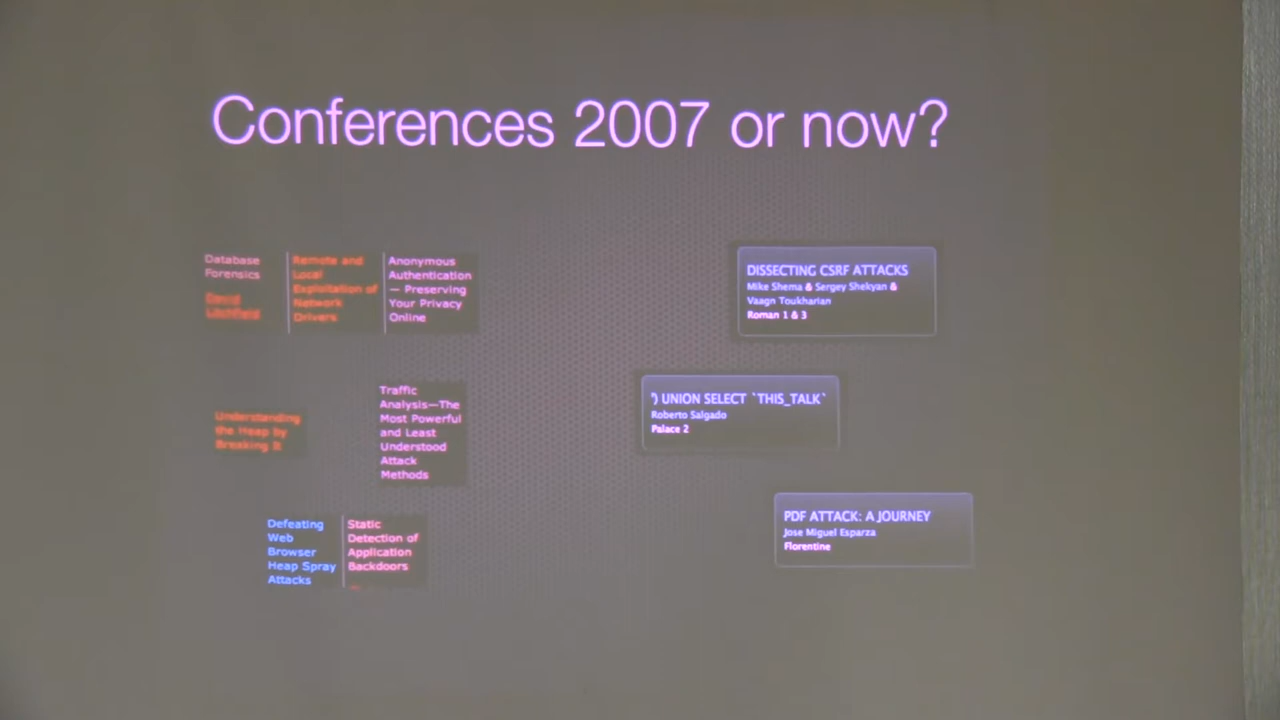 Conferences 2007 or now?
Database
Forensics
David
Litchfield
Remote and
Local
Exploitation of
Network
Drivers
Anonymous
Authentication
— Preserving
Your Privacy
Online
DISSECTING CSRF ATTACKS
Mike Shema & Sergey Shekyan &
Vaagn Toukharian
Roman 1 & 3
Understanding
the Heap by
Breaking It
Traffic
Analysis—The
Most Powerful
and Least
Understood
Attack
Methods
') UNION SELECT `THIS_TALK`
Roberto Salgado
Palace 2
Defeating
Web
Browser
Heap Spray
Attacks
Static
Detection of
Application
Backdoors
PDF ATTACK: A JOURNEY
Jose Miguel Esparza
Florentine